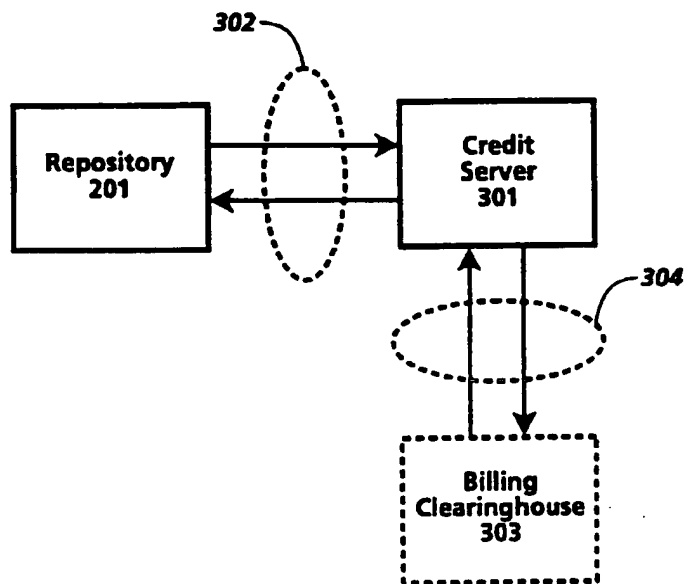 302
Repository
201
Credit
Server
301
304
Billing
Clearinghouse
303